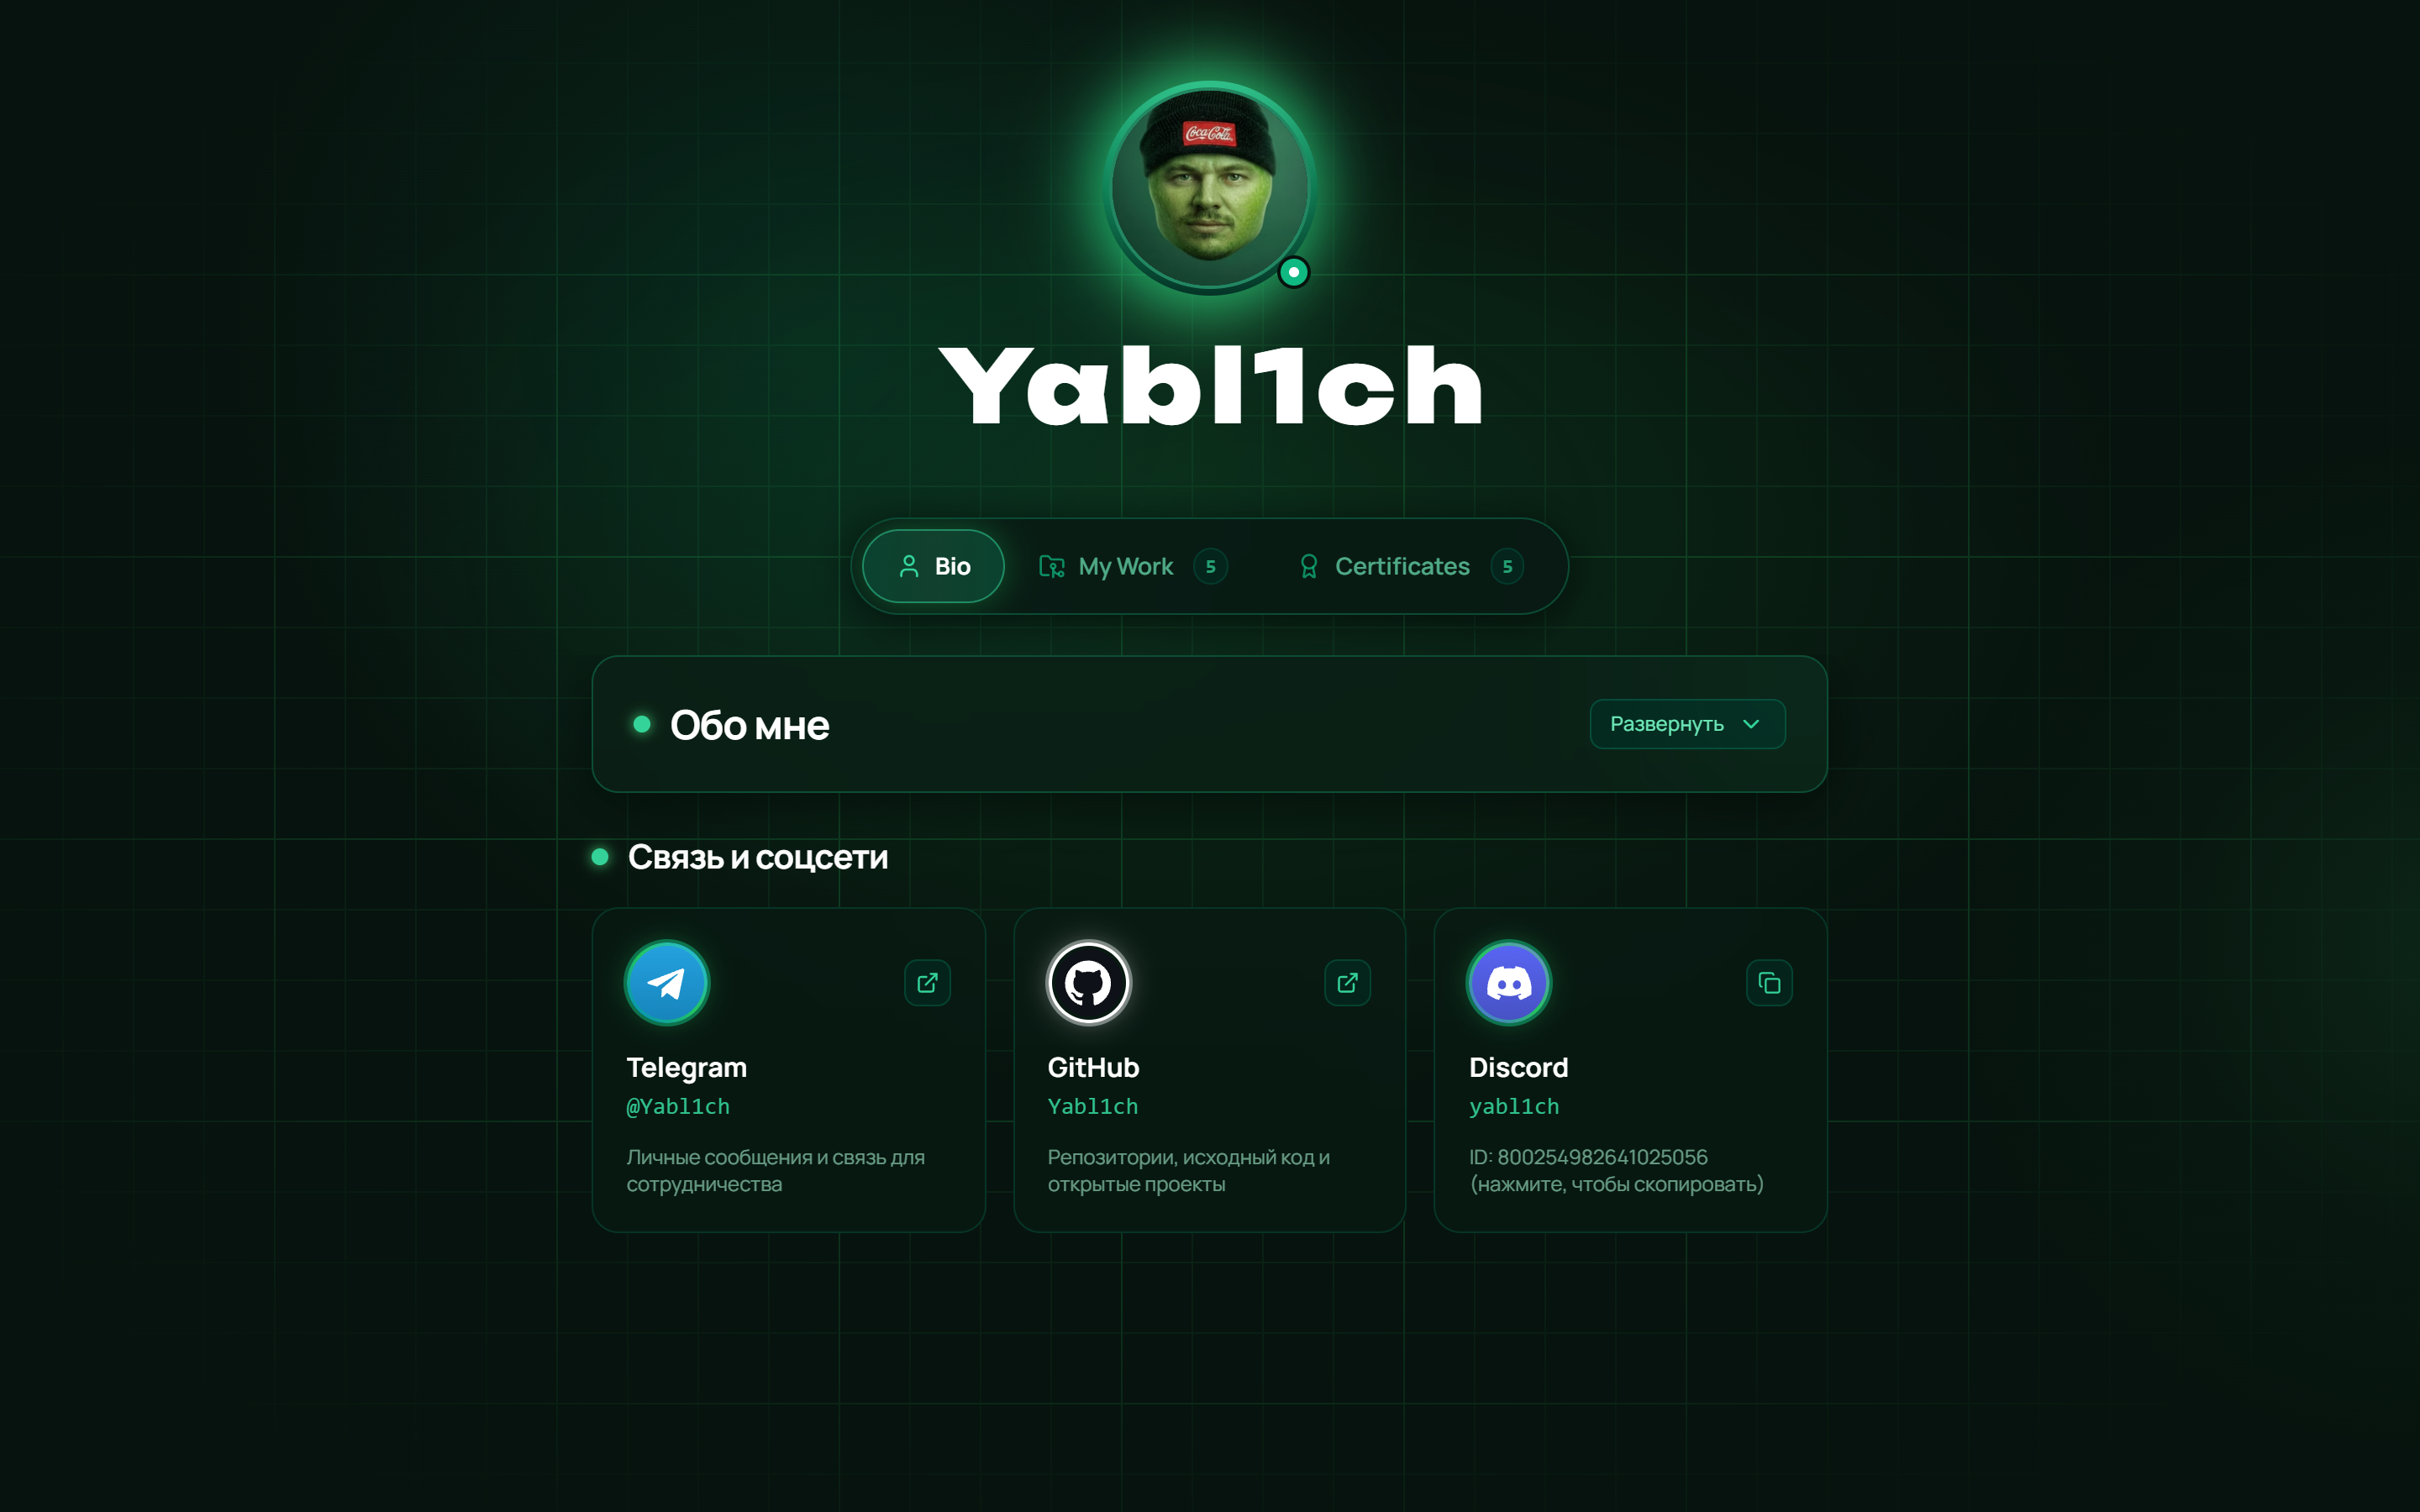 Coca-Cola
Yabl1ch
Bio
My Work 5
Certificates 5
Обо мне
Развернуть
Связь и соцсети
Telegram
@Yabl1ch
Личные сообщения и связь для
сотрудничества
GitHub
Yabl1ch
Репозитории, исходный код и
открытые проекты
Discord
yabl1ch
ID: 800254982641025056
(нажмите, чтобы скопировать)